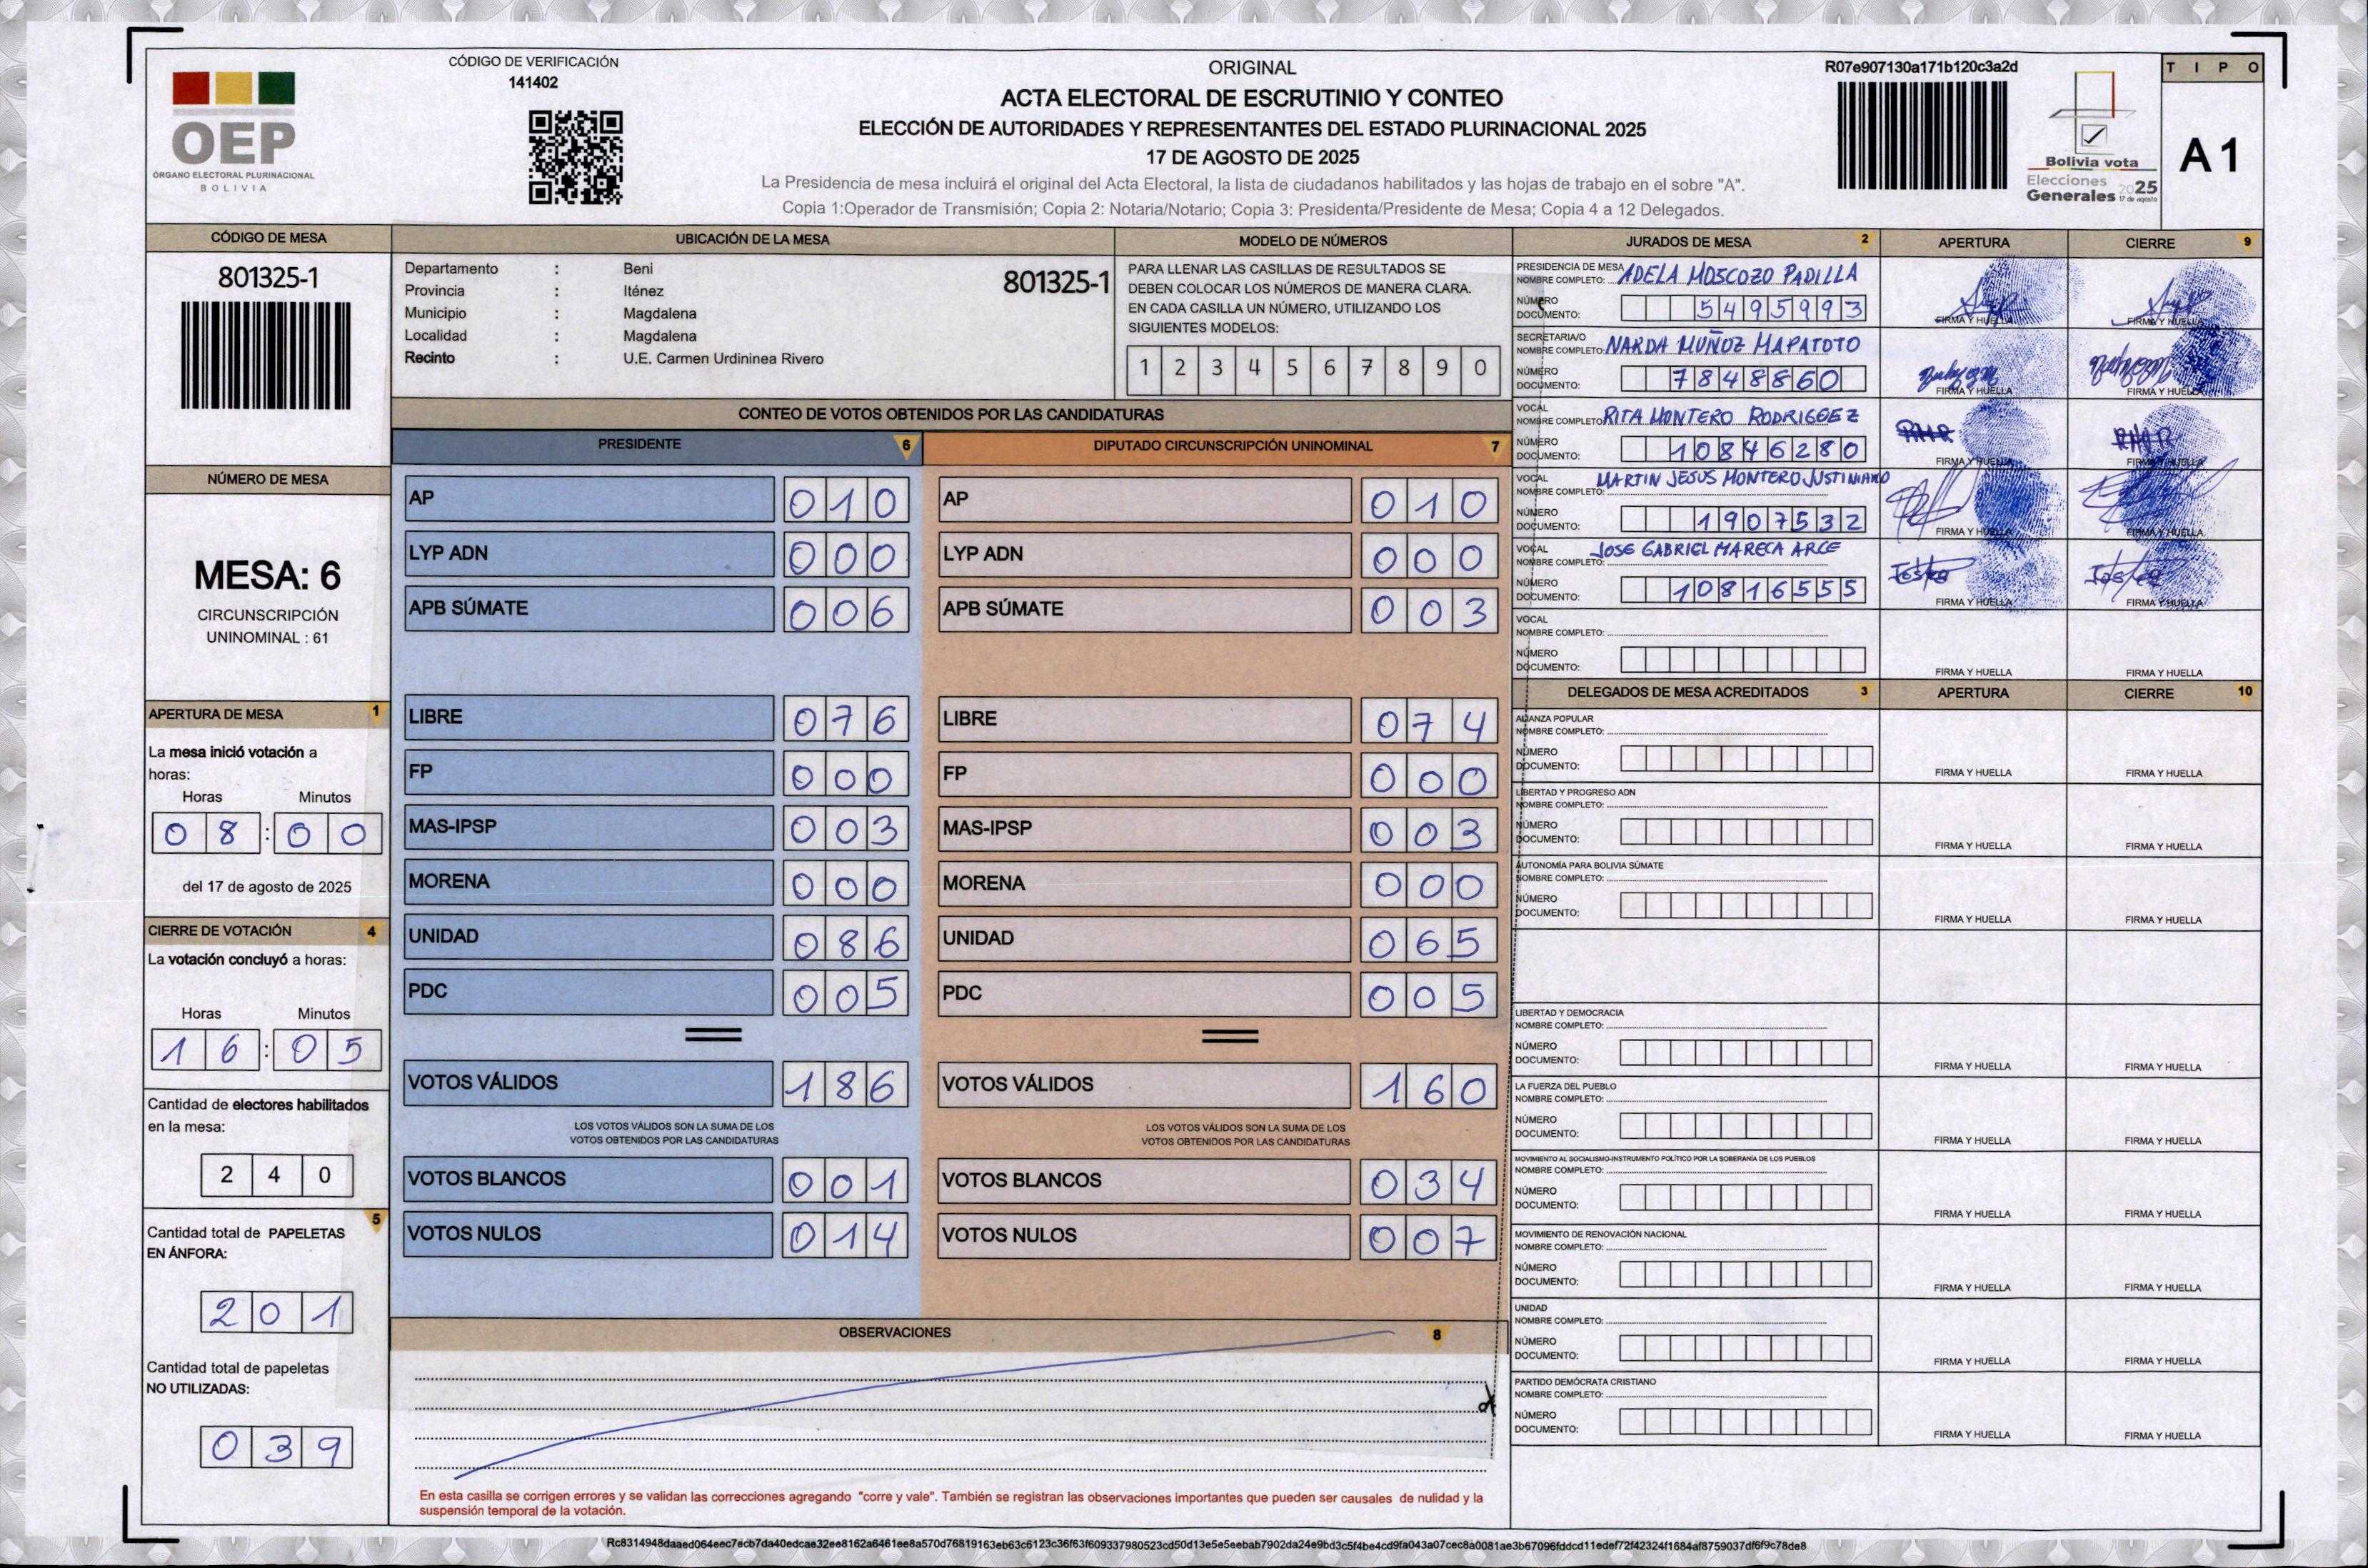 CÓDIGO DE VERIFICACIÓN
141402
OEP
ÓRGANO ELECTORAL PLURINACIONAL
BOLIVIA
ORIGINAL
ACTA ELECTORAL DE ESCRUTINIO Y CONTEO
ELECCIÓN DE AUTORIDADES Y REPRESENTANTES DEL ESTADO PLURINACIONAL 2025
17 DE AGOSTO DE 2025
La Presidencia de mesa incluirá el original del Acta Electoral, la lista de ciudadanos habilitados y las hojas de trabajo en el sobre "A".
Copia 1:Operador de Transmisión; Copia 2: Notaria/Notario; Copia 3: Presidenta/Presidente de Mesa; Copia 4 a 12 Delegados.
R07e907130a171b120c3a2d
Bolivia vota
Elecciones
Generales 2025
17 de agosto
TIPO
A 1
CÓDIGO DE MESA
801325-1
NÚMERO DE MESA
MESA: 6
CIRCUNSCRIPCIÓN
UNINOMINAL : 61
APERTURA DE MESA 1
La mesa inició votación a
horas:
Horas Minutos
08:00
del 17 de agosto de 2025
CIERRE DE VOTACIÓN 4
La votación concluyó a horas:
Horas Minutos
16:05
Cantidad de electores habilitados
en la mesa:
240
5
Cantidad total de PAPELETAS
EN ÁNFORA:
201
Cantidad total de papeletas
NO UTILIZADAS:
039
UBICACIÓN DE LA MESA
Departamento : Beni
801325-1
Provincia : Iténez
Municipio : Magdalena
Localidad : Magdalena
Recinto : U.E. Carmen Urdininea Rivero
MODELO DE NÚMEROS
PARA LLENAR LAS CASILLAS DE RESULTADOS SE
DEBEN COLOCAR LOS NÚMEROS DE MANERA CLARA.
EN CADA CASILLA UN NÚMERO, UTILIZANDO LOS
SIGUIENTES MODELOS:
1 2 3 4 5 6 7 8 9 0
CONTEO DE VOTOS OBTENIDOS POR LAS CANDIDATURAS
PRESIDENTE 6 DIPUTADO CIRCUNSCRIPCIÓN UNINOMINAL 7
AP 010 AP 010
LYP ADN 000 LYP ADN 000
APB SÚMATE 006 APB SÚMATE 003
LIBRE 076 LIBRE 074
FP 000 FP 000
MAS-IPSP 003 MAS-IPSP 003
MORENA 000 MORENA 000
UNIDAD 086 UNIDAD 065
PDC 005 PDC 005
VOTOS VÁLIDOS 186 VOTOS VÁLIDOS 160
LOS VOTOS VÁLIDOS SON LA SUMA DE LOS LOS VOTOS VÁLIDOS SON LA SUMA DE LOS
VOTOS OBTENIDOS POR LAS CANDIDATURAS VOTOS OBTENIDOS POR LAS CANDIDATURAS
VOTOS BLANCOS 001 VOTOS BLANCOS 034
VOTOS NULOS 014 VOTOS NULOS 007
OBSERVACIONES 8
En esta casilla se corrigen errores y se validan las correcciones agregando "corre y vale". También se registran las observaciones importantes que pueden ser causales de nulidad y la
suspensión temporal de la votación.
JURADOS DE MESA 2 APERTURA CIERRE 9
PRESIDENCIA DE MESA
NOMBRE COMPLETO: ADELA MOSCOZO PADILLA
NÚMERO
DOCUMENTO: 5495993
FIRMA Y HUELLA FIRMA Y HUELLA
SECRETARIA/O
NOMBRE COMPLETO: NARDA MUÑOZ MAPATOTO
NÚMERO
DOCUMENTO: 7848860
FIRMA Y HUELLA FIRMA Y HUELLA
VOCAL
NOMBRE COMPLETO: RITA MONTERO RODRIGUEZ
NÚMERO
DOCUMENTO: 10846280
RMR RMR
FIRMA Y HUELLA FIRMA Y HUELLA
VOCAL
NOMBRE COMPLETO: MARTIN JESUS MONTERO JUSTINIANO
NÚMERO
DOCUMENTO: 1907532
FIRMA Y HUELLA FIRMA Y HUELLA
VOCAL
NOMBRE COMPLETO: JOSE GABRIEL MARECA ARCE
NÚMERO
DOCUMENTO: 10816555
FIRMA Y HUELLA FIRMA Y HUELLA
VOCAL
NOMBRE COMPLETO:
NÚMERO
DOCUMENTO:
FIRMA Y HUELLA FIRMA Y HUELLA
DELEGADOS DE MESA ACREDITADOS 3 APERTURA CIERRE 10
ALIANZA POPULAR
NOMBRE COMPLETO:
NÚMERO
DOCUMENTO:
FIRMA Y HUELLA FIRMA Y HUELLA
LIBERTAD Y PROGRESO ADN
NOMBRE COMPLETO:
NÚMERO
DOCUMENTO:
FIRMA Y HUELLA FIRMA Y HUELLA
AUTONOMÍA PARA BOLIVIA SÚMATE
NOMBRE COMPLETO:
NÚMERO
DOCUMENTO:
FIRMA Y HUELLA FIRMA Y HUELLA
LIBERTAD Y DEMOCRACIA
NOMBRE COMPLETO:
NÚMERO
DOCUMENTO:
FIRMA Y HUELLA FIRMA Y HUELLA
LA FUERZA DEL PUEBLO
NOMBRE COMPLETO:
NÚMERO
DOCUMENTO:
FIRMA Y HUELLA FIRMA Y HUELLA
MOVIMIENTO AL SOCIALISMO-INSTRUMENTO POLÍTICO POR LA SOBERANÍA DE LOS PUEBLOS
NOMBRE COMPLETO:
NÚMERO
DOCUMENTO:
FIRMA Y HUELLA FIRMA Y HUELLA
MOVIMIENTO DE RENOVACIÓN NACIONAL
NOMBRE COMPLETO:
NÚMERO
DOCUMENTO:
FIRMA Y HUELLA FIRMA Y HUELLA
UNIDAD
NOMBRE COMPLETO:
NÚMERO
DOCUMENTO:
FIRMA Y HUELLA FIRMA Y HUELLA
PARTIDO DEMÓCRATA CRISTIANO
NOMBRE COMPLETO:
NÚMERO
DOCUMENTO:
FIRMA Y HUELLA FIRMA Y HUELLA